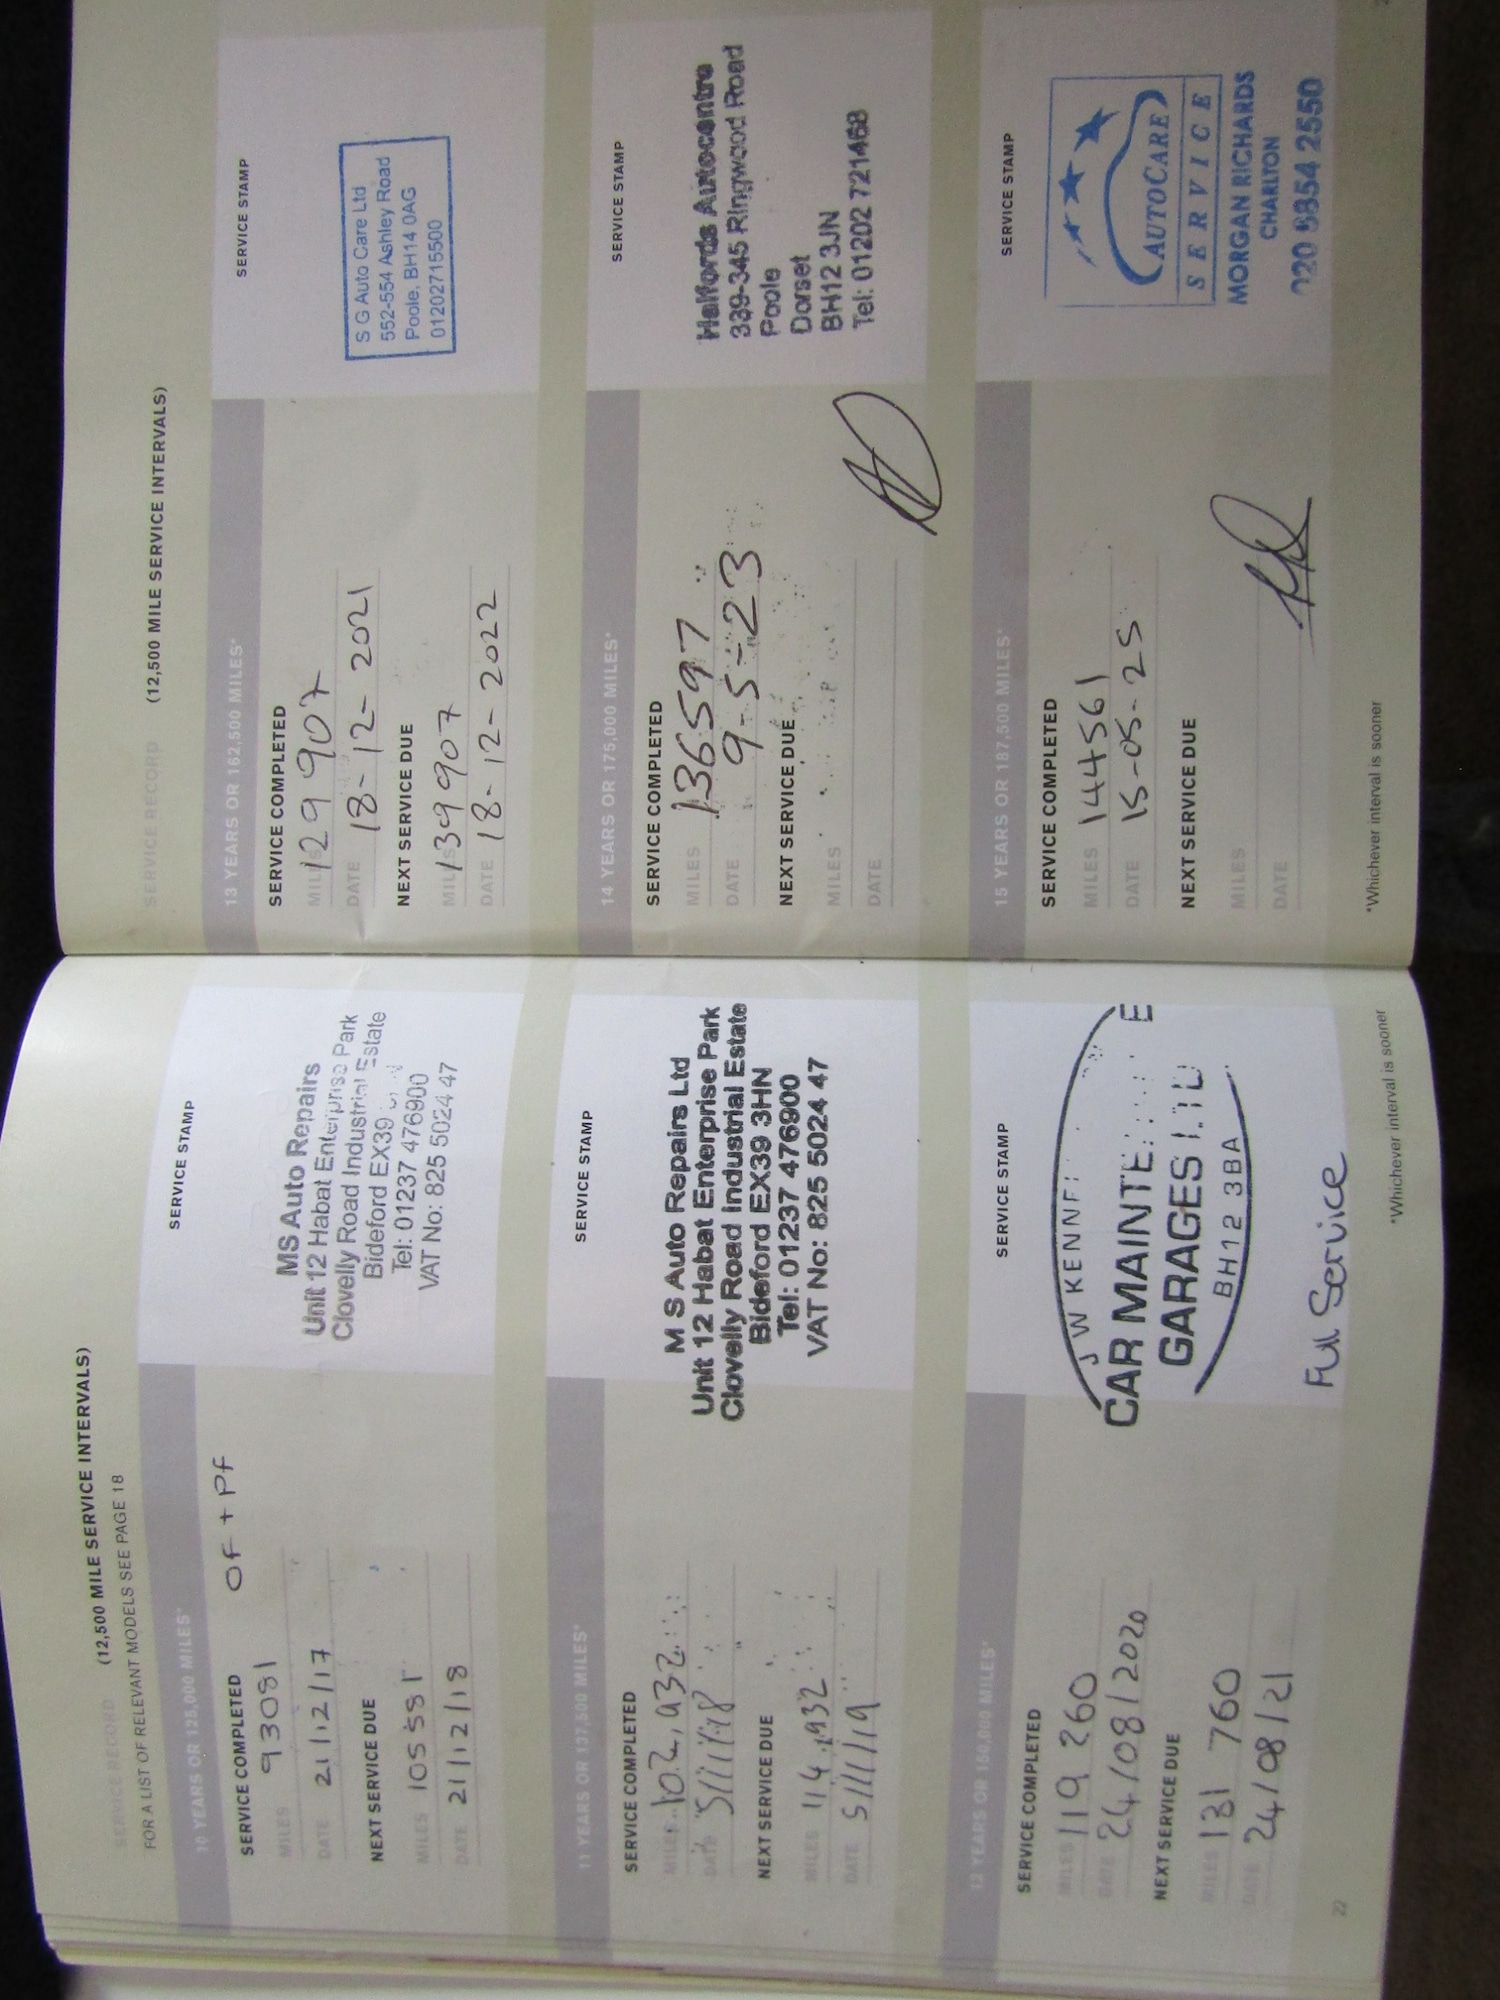 SERVICE RECORD (12,500 MILE SERVICE INTERVALS)
FOR A LIST OF RELEVANT MODELS SEE PAGE 18
10 YEARS OR 125,000 MILES*
OF + PF
SERVICE COMPLETED
MILES 93081
DATE 21/12/17
NEXT SERVICE DUE
MILES 105581
DATE 21/12/18
SERVICE STAMP
MS Auto Repairs
Unit 12 Habat Enterprise Park
Clovelly Road Industrial Estate
Bideford EX39
Tel: 01237 476900
VAT No: 825 5024 47
11 YEARS OR 137,500 MILES*
SERVICE COMPLETED
MILES 102,932
DATE 5/11/18
NEXT SERVICE DUE
MILES 114,932
DATE 5/11/19
SERVICE STAMP
M S Auto Repairs Ltd
Unit 12 Habat Enterprise Park
Clovelly Road Industrial Estate
Bideford EX39 3HN
Tel: 01237 476900
VAT No: 825 5024 47
12 YEARS OR 150,000 MILES*
SERVICE COMPLETED
MILES 119 260
DATE 24/08/2020
NEXT SERVICE DUE
MILES 131 760
DATE 24/08/21
SERVICE STAMP
J W
CAR
GARAGES LTD
BH12 3BA
Full Service
*Whichever interval is sooner
22
SERVICE RECORD (12,500 MILE SERVICE INTERVALS)
13 YEARS OR 162,500 MILES*
SERVICE COMPLETED
MILES 129 907
DATE 18-12-2021
NEXT SERVICE DUE
MILES 139907
DATE 18-12-2022
SERVICE STAMP
S G Auto Care Ltd
552-554 Ashley Road
Poole, BH14 0AG
01202715500
14 YEARS OR 175,000 MILES*
SERVICE COMPLETED
MILES 136597
DATE 9-5-23
NEXT SERVICE DUE
MILES
DATE
SERVICE STAMP
Halfords Autocentre
339-345 Ringwood Road
Poole
Dorset
BH12 3JN
Tel: 01202 721468
15 YEARS OR 187,500 MILES*
SERVICE COMPLETED
MILES 144561
DATE 15-05-25
NEXT SERVICE DUE
MILES
DATE
SERVICE STAMP
AUTOCARE
SERVICE
MORGAN RICHARDS
CHARLTON
020 8854 2550
*Whichever interval is sooner